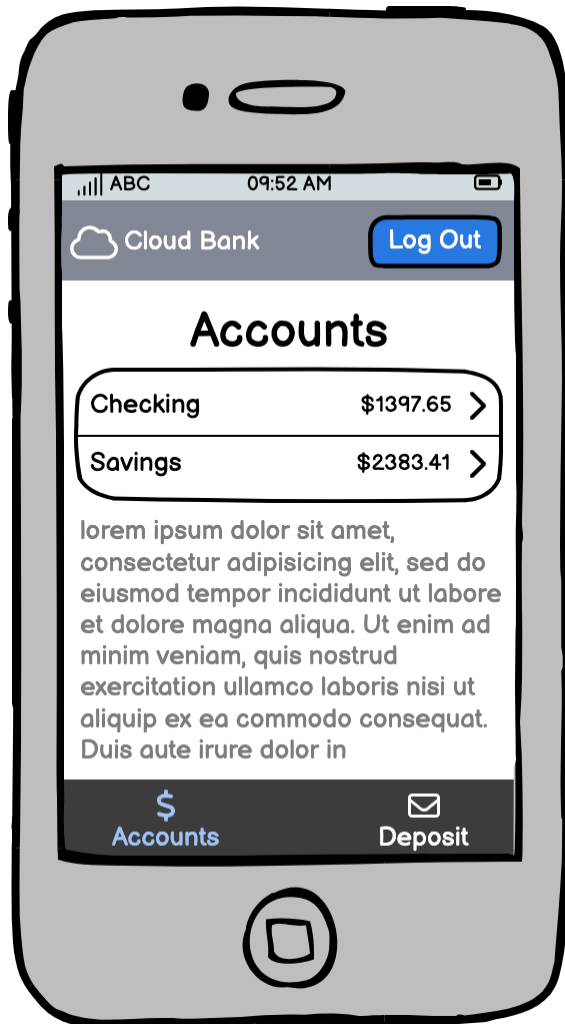 ABC 09:52 AM
Cloud Bank Log Out
Accounts
Checking $1397.65
Savings $2383.41
lorem ipsum dolor sit amet,
consectetur adipisicing elit, sed do
eiusmod tempor incididunt ut labore
et dolore magna aliqua. Ut enim ad
minim veniam, quis nostrud
exercitation ullamco laboris nisi ut
aliquip ex ea commodo consequat.
Duis aute irure dolor in
$
Accounts Deposit